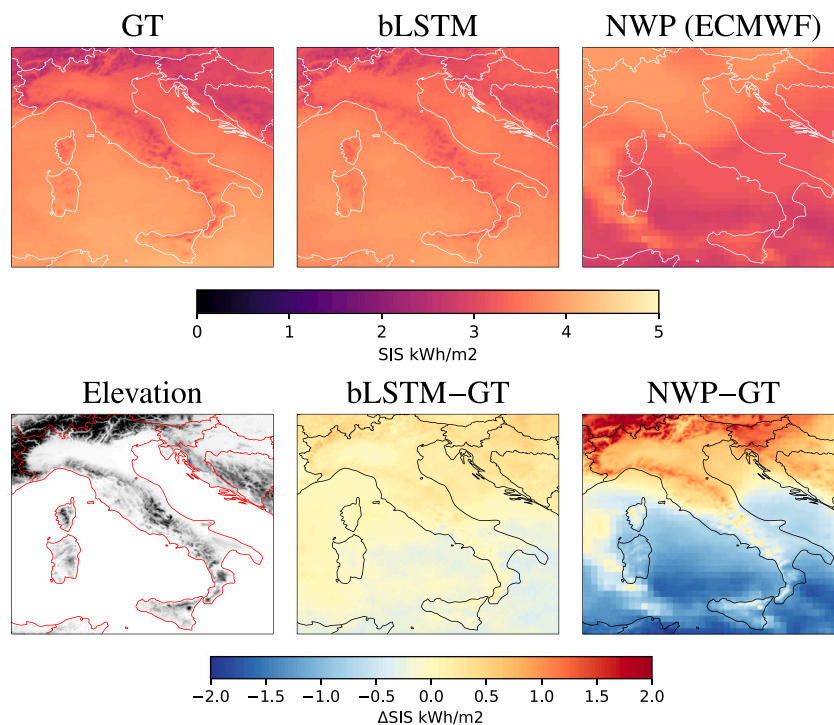 GT bLSTM NWP (ECMWF)
0 1 2 3 4 5
SIS kWh/m2
Elevation bLSTM−GT NWP−GT
−2.0 −1.5 −1.0 −0.5 0.0 0.5 1.0 1.5 2.0
ΔSIS kWh/m2